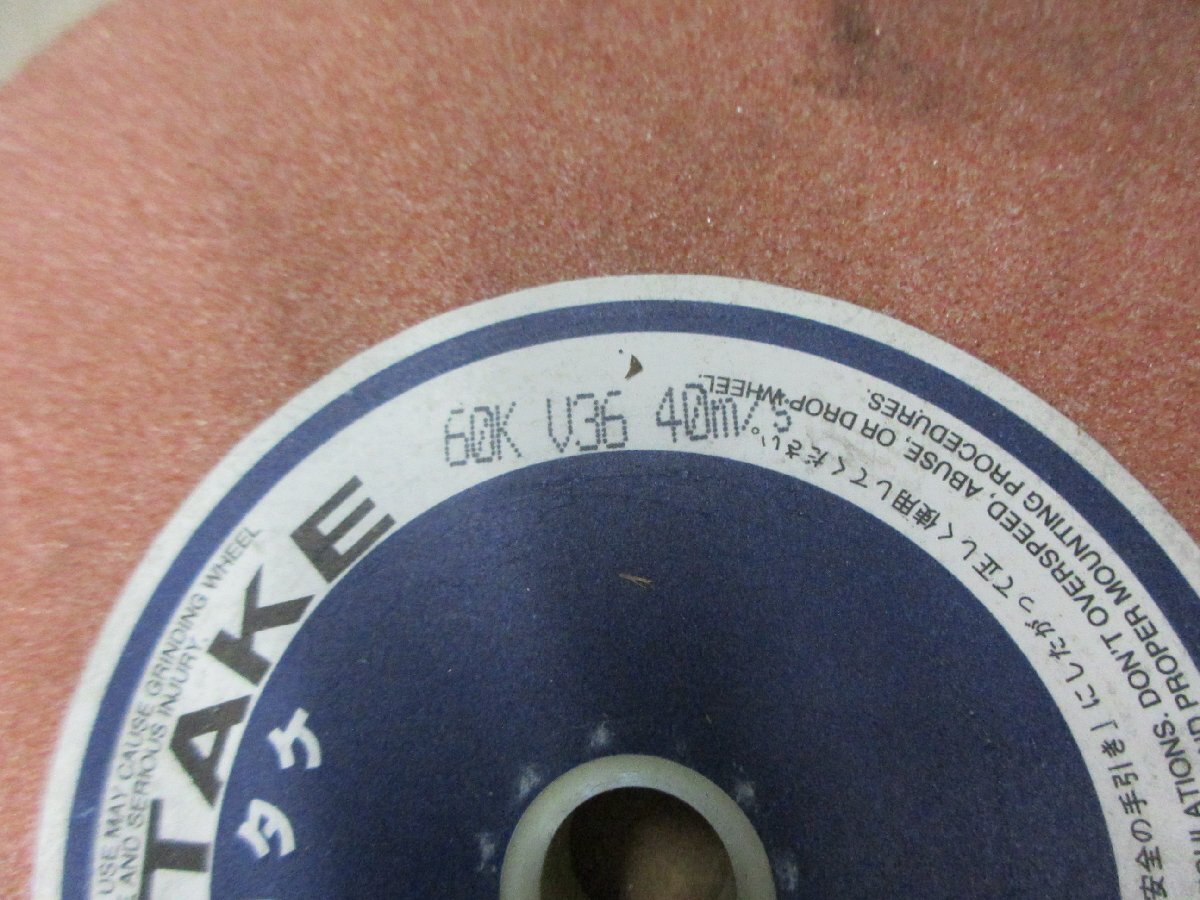 60K V36 40m/s
TAKE
タケ
USE MAY CAUSE GRINDING WHEEL
AND SERIOUS INJURY.
安全の手引き」にしたがって正しく使用してください。
DON'T OVERSPEED, ABUSE, OR DROP WHEEL.
PROPER MOUNTING PROCEDURES.